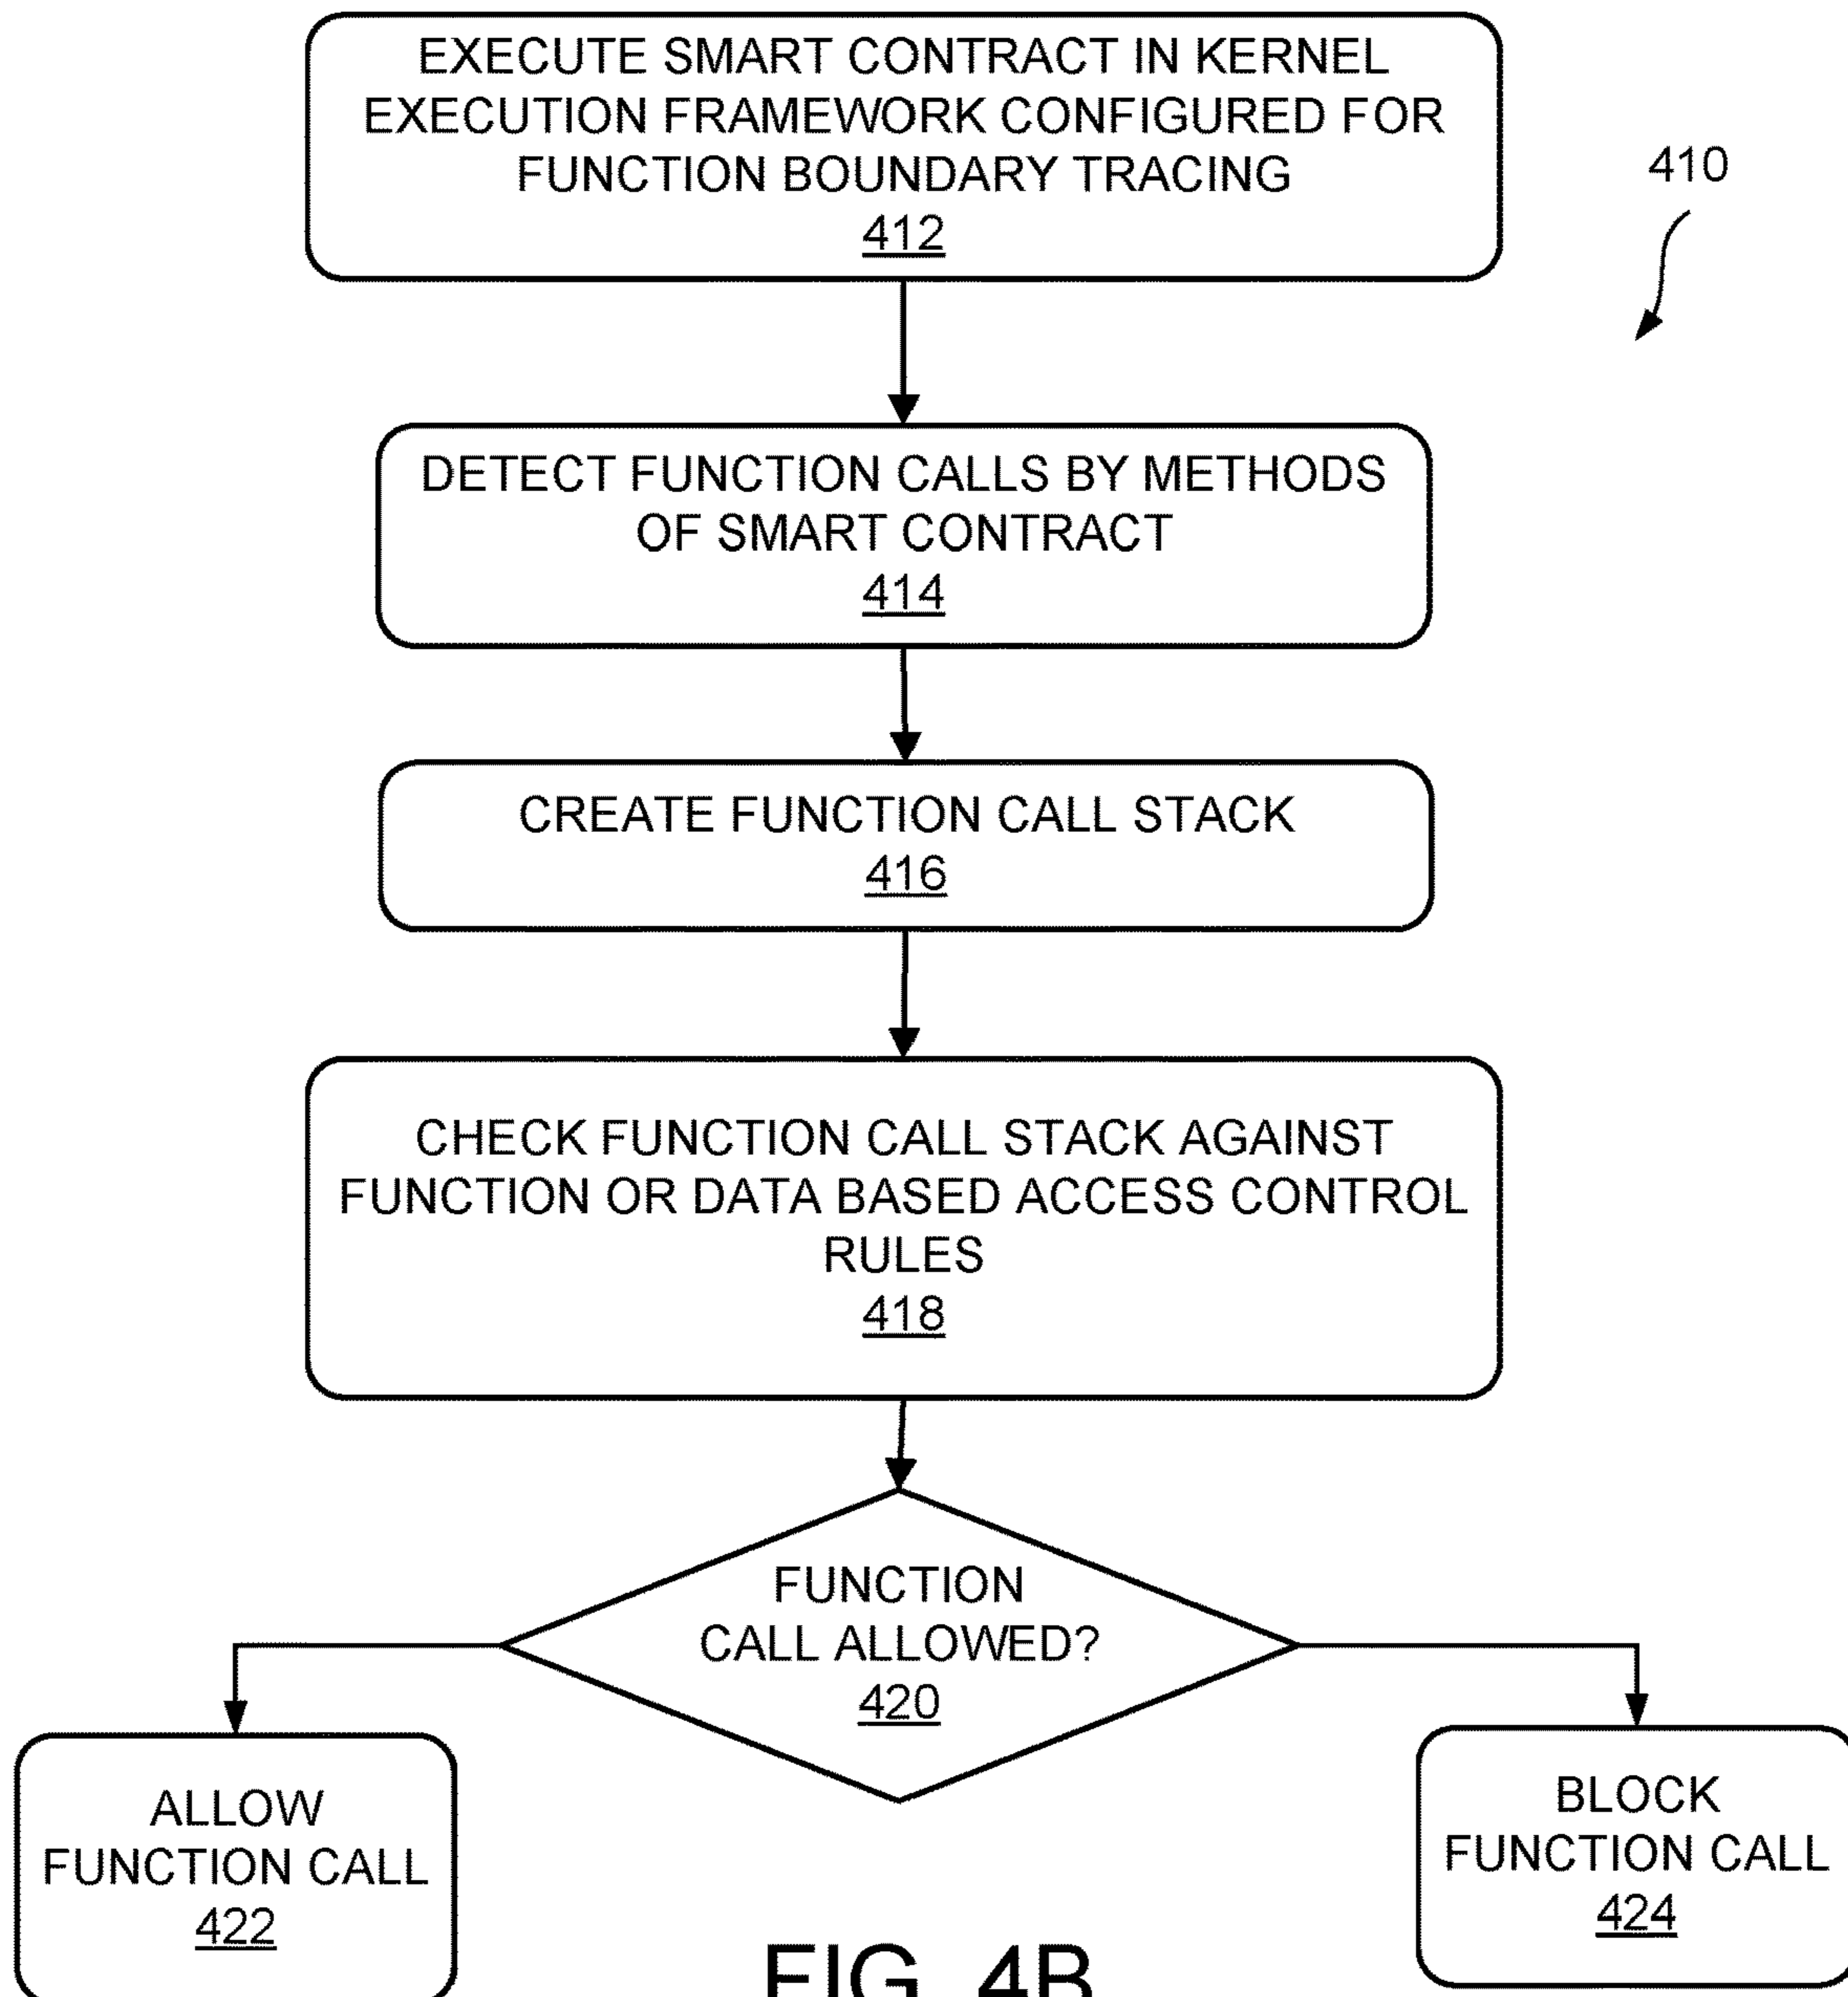 EXECUTE SMART CONTRACT IN KERNEL
EXECUTION FRAMEWORK CONFIGURED FOR
FUNCTION BOUNDARY TRACING
412
410
DETECT FUNCTION CALLS BY METHODS
OF SMART CONTRACT
414
CREATE FUNCTION CALL STACK
416
CHECK FUNCTION CALL STACK AGAINST
FUNCTION OR DATA BASED ACCESS CONTROL
RULES
418
FUNCTION
CALL ALLOWED?
420
ALLOW
FUNCTION CALL
422
BLOCK
FUNCTION CALL
424
FIG. 4B